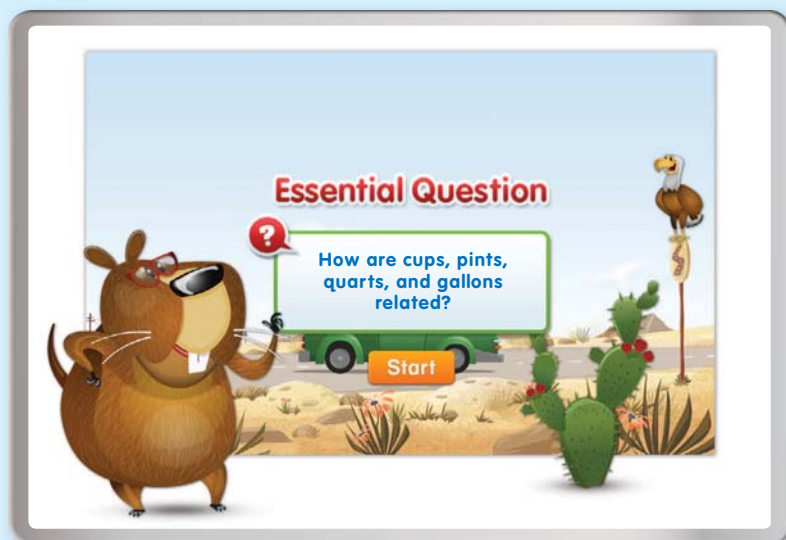 Essential Question
?
How are cups, pints,
quarts, and gallons
related?
Start